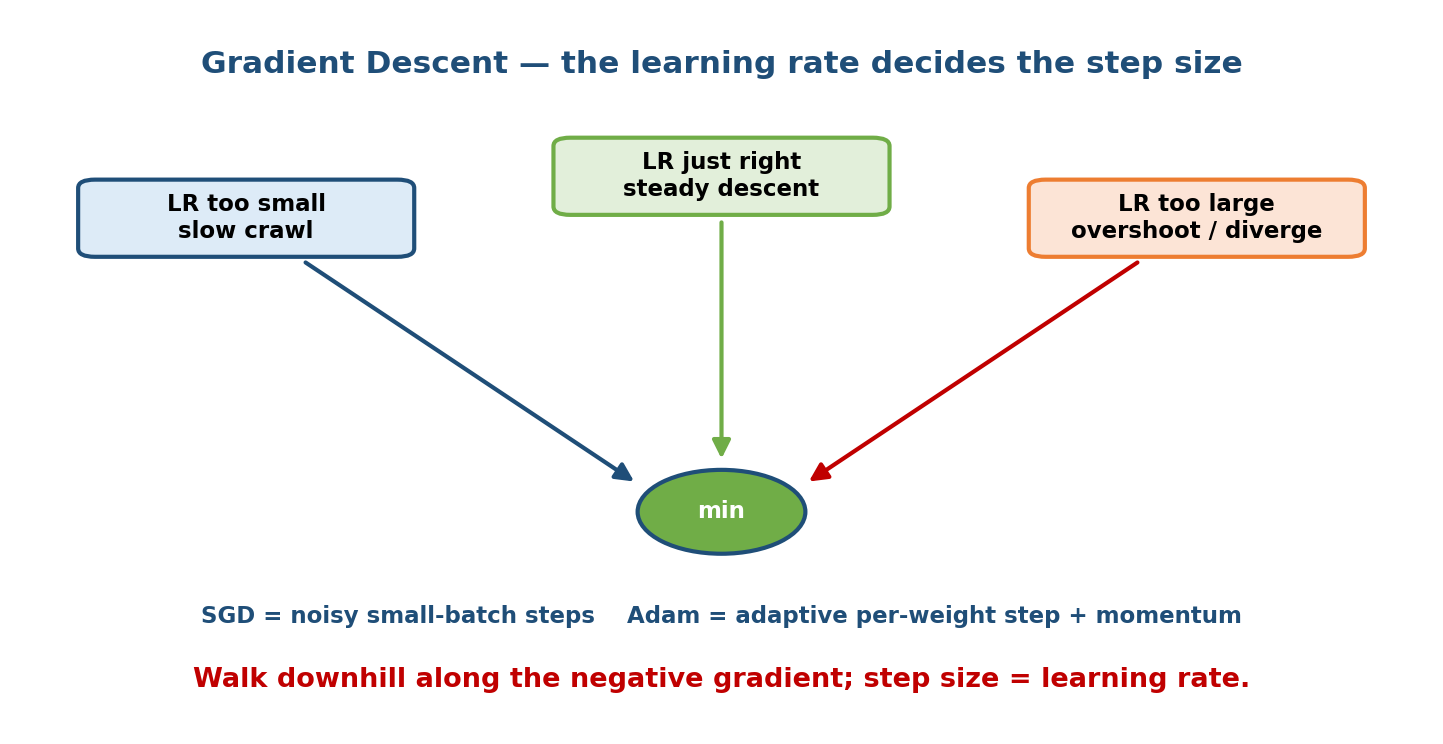 Gradient Descent — the learning rate decides the step size
LR just right
steady descent
LR too small
slow crawl
LR too large
overshoot / diverge
min
SGD = noisy small-batch steps    Adam = adaptive per-weight step + momentum
Walk downhill along the negative gradient; step size = learning rate.